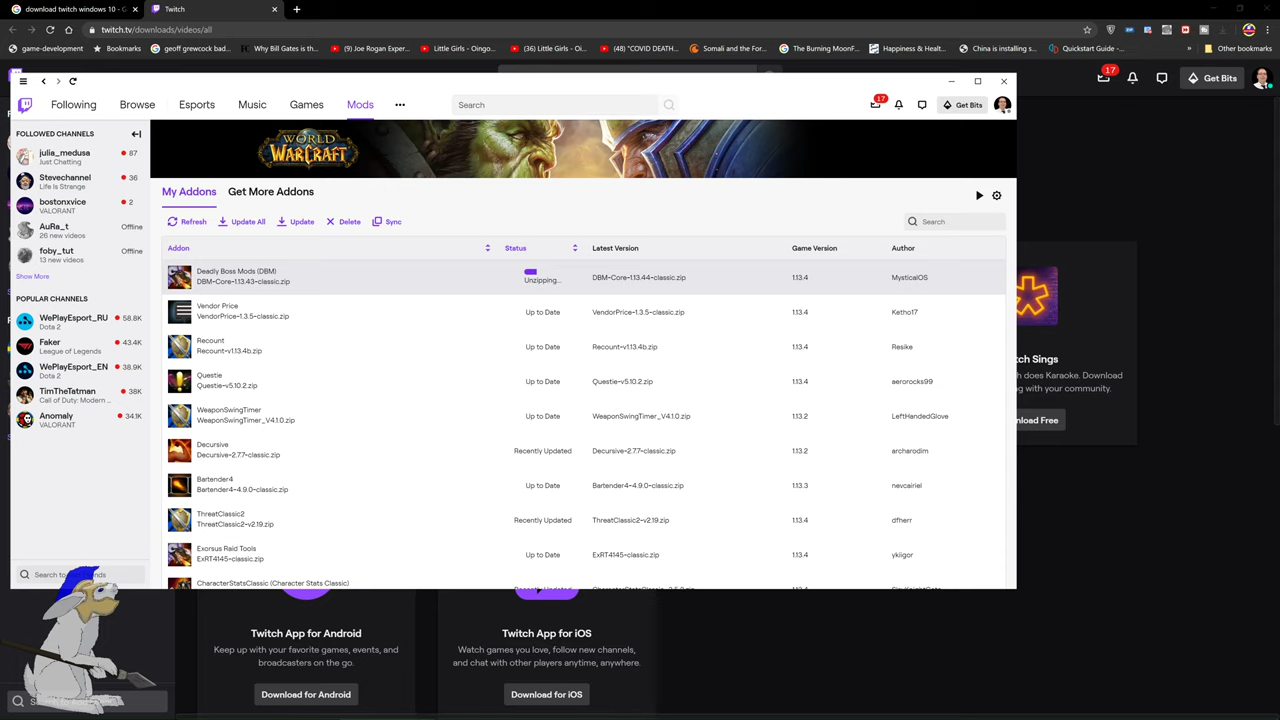 download twitch windows 10 - G
Twitch
twitch.tv/downloads/videos/all
game-development
Bookmarks
geoff grewcock bad...
Why Bill Gates is th...
(9) Joe Rogan Exper...
Little Girls - Oingo...
(36) Little Girls - Oi...
(48) "COVID DEATH...
Somali and the For...
The Burning MoonF...
Happiness & Healt...
China is installing s...
Quickstart Guide -...
»
Other bookmarks
17
Get Bits
Following
Browse
Esports
Music
Games
Mods
Search
17
Get Bits
FOLLOWED CHANNELS
julia_medusa
87
Just Chatting
Stevechannel
36
Life Is Strange
bostonxvice
2
VALORANT
AuRa_t
Offline
26 new videos
foby_tut
Offline
13 new videos
Show More
POPULAR CHANNELS
WePlayEsport_RU
58.8K
Dota 2
Faker
43.4K
League of Legends
WePlayEsport_EN
38.9K
Dota 2
TimTheTatman
38K
Call of Duty: Modern ...
Anomaly
34.1K
VALORANT
WORLD
WARCRAFT
My Addons
Get More Addons
Refresh
Update All
Update
Delete
Sync
Search
Addon
Status
Latest Version
Game Version
Author
Deadly Boss Mods (DBM)
DBM-Core-1.13.43-classic.zip
Unzipping...
DBM-Core-1.13.44-classic.zip
1.13.4
MysticalOS
Vendor Price
VendorPrice-1.3.5-classic.zip
Up to Date
VendorPrice-1.3.5-classic.zip
1.13.4
Ketho17
Recount
Recount-v1.13.4b.zip
Up to Date
Recount-v1.13.4b.zip
1.13.4
Resike
Questie
Questie-v5.10.2.zip
Up to Date
Questie-v5.10.2.zip
1.13.4
aerorocks99
WeaponSwingTimer
WeaponSwingTimer_V4.1.0.zip
Up to Date
WeaponSwingTimer_V4.1.0.zip
1.13.2
LeftHandedGlove
Decursive
Decursive-2.7.7-classic.zip
Recently Updated
Decursive-2.7.7-classic.zip
1.13.2
archarodim
Bartender4
Bartender4-4.9.0-classic.zip
Up to Date
Bartender4-4.9.0-classic.zip
1.13.3
nevcairiel
ThreatClassic2
ThreatClassic2-v2.19.zip
Recently Updated
ThreatClassic2-v2.19.zip
1.13.4
dfherr
Exorsus Raid Tools
ExRT4145-classic.zip
Up to Date
ExRT4145-classic.zip
1.13.4
ykiigor
CharacterStatsClassic (Character Stats Classic)
Search to
tch Sings
ch does Karaoke. Download
ng with your community.
nload Free
Twitch App for Android
Keep up with your favorite games, events, and
broadcasters on the go.
Download for Android
Twitch App for iOS
Watch games you love, follow new channels,
and chat with other players anytime, anywhere.
Download for iOS